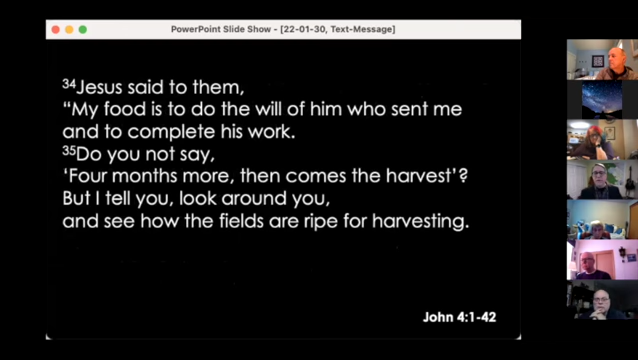 PowerPoint Slide Show - [22-01-30, Text-Message]
³⁴Jesus said to them,
“My food is to do the will of him who sent me
and to complete his work.
³⁵Do you not say,
‘Four months more, then comes the harvest’?
But I tell you, look around you,
and see how the fields are ripe for harvesting.
John 4:1-42